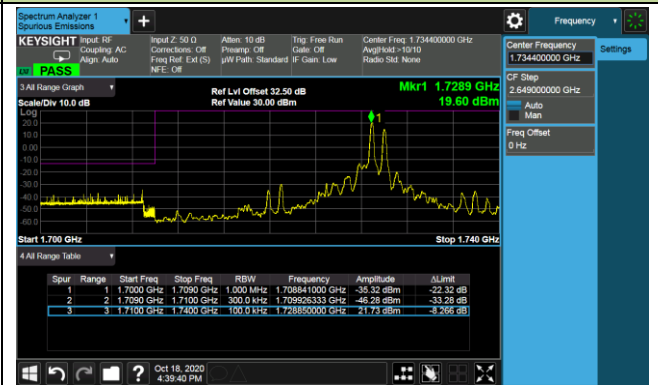 Spectrum Analyzer 1
Spurious Emissions
Frequency
KEYSIGHT
Input: RF
Coupling: AC
Align: Auto
Input Z: 50 Ω
Corrections: Off
Freq Ref: Ext (S)
NFE: Off
Atten: 10 dB
Preamp: Off
µW Path: Standard
Trig: Free Run
Gate: Off
IF Gain: Low
Center Freq: 1.734400000 GHz
Avg|Hold:>10/10
Radio Std: None
PASS
Center Frequency
1.734400000 GHz
Settings
CF Step
2.649000000 GHz
Auto
Man
Freq Offset
0 Hz
3 All Range Graph
Scale/Div 10.0 dB
Ref Lvl Offset 32.50 dB
Ref Value 30.00 dBm
Mkr1 1.7289 GHz
19.60 dBm
Log
20.0
10.0
0.00
-10.0
-20.0
-30.0
-40.0
-50.0
-60.0
1
Start 1.700 GHz
Stop 1.740 GHz
4 All Range Table
Spur Range Start Freq Stop Freq RBW Frequency Amplitude ΔLimit
1 1 1.7000 GHz 1.7090 GHz 1.000 MHz 1.708841000 GHz -35.32 dBm -22.32 dB
2 2 1.7090 GHz 1.7100 GHz 300.0 kHz 1.709926333 GHz -46.28 dBm -33.28 dB
3 3 1.7100 GHz 1.7400 GHz 100.0 kHz 1.728850000 GHz 21.73 dBm -8.266 dB
?
Oct 18, 2020
4:39:40 PM